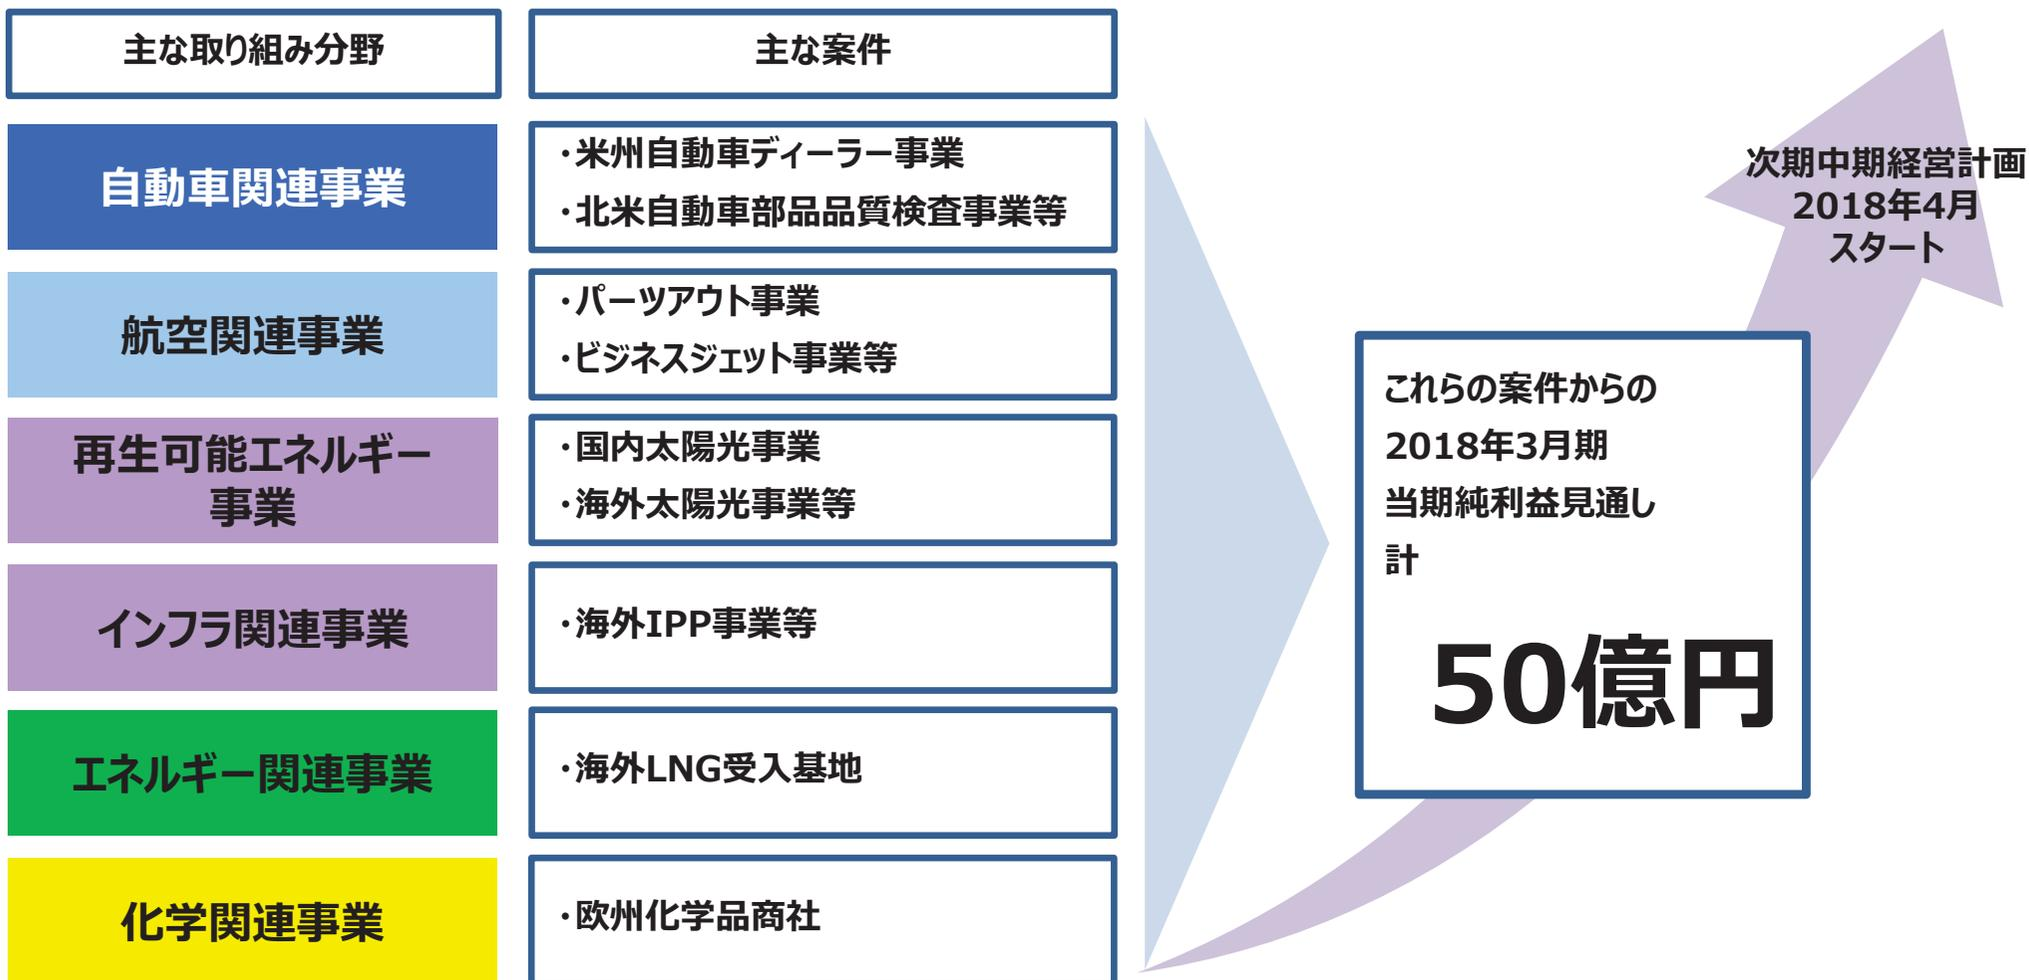 主な取り組み分野
主な案件
自動車関連事業
・米州自動車ディーラー事業
・北米自動車部品品質検査事業等
航空関連事業
・パーツアウト事業
・ビジネスジェット事業等
再生可能エネルギー
事業
・国内太陽光事業
・海外太陽光事業等
インフラ関連事業
・海外IPP事業等
エネルギー関連事業
・海外LNG受入基地
化学関連事業
・欧州化学品商社
これらの案件からの
2018年3月期
当期純利益見通し
計
50億円
次期中期経営計画
2018年4月
スタート